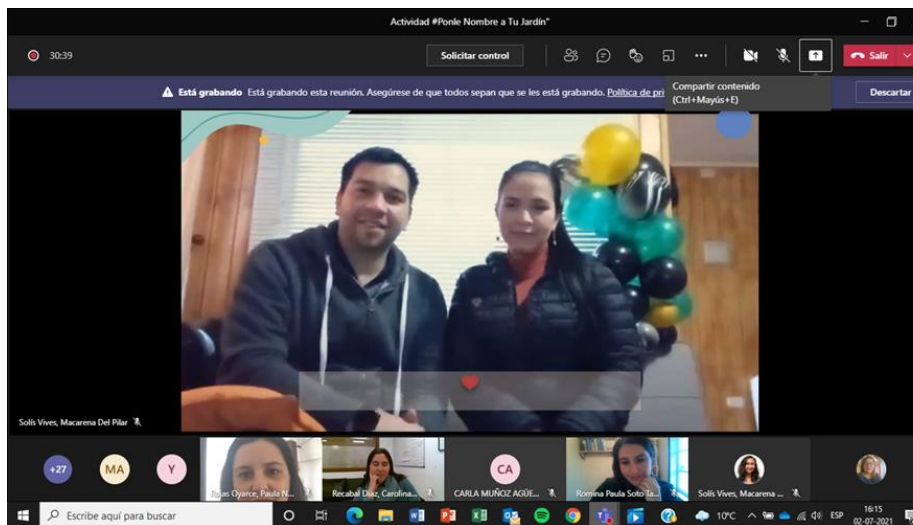 Actividad #Ponle Nombre a Tu Jardín"
30:39
Solicitar control
Salir
Está grabando Está grabando esta reunión. Asegúrese de que todos sepan que se les está grabando. Política de pri
Compartir contenido
(Ctrl+Mayús+E)
Descartar
Solís Vives, Macarena Del Pilar
+27
MA
Y
Rojas Oyarce, Paula N...
Recabal Díaz, Carolina...
CA
CARLA MUÑOZ AGÜE...
Romina Paula Soto
Solís Vives, Macarena ...
Escribe aquí para buscar
10°C
ESP
16:15
02-07-2021